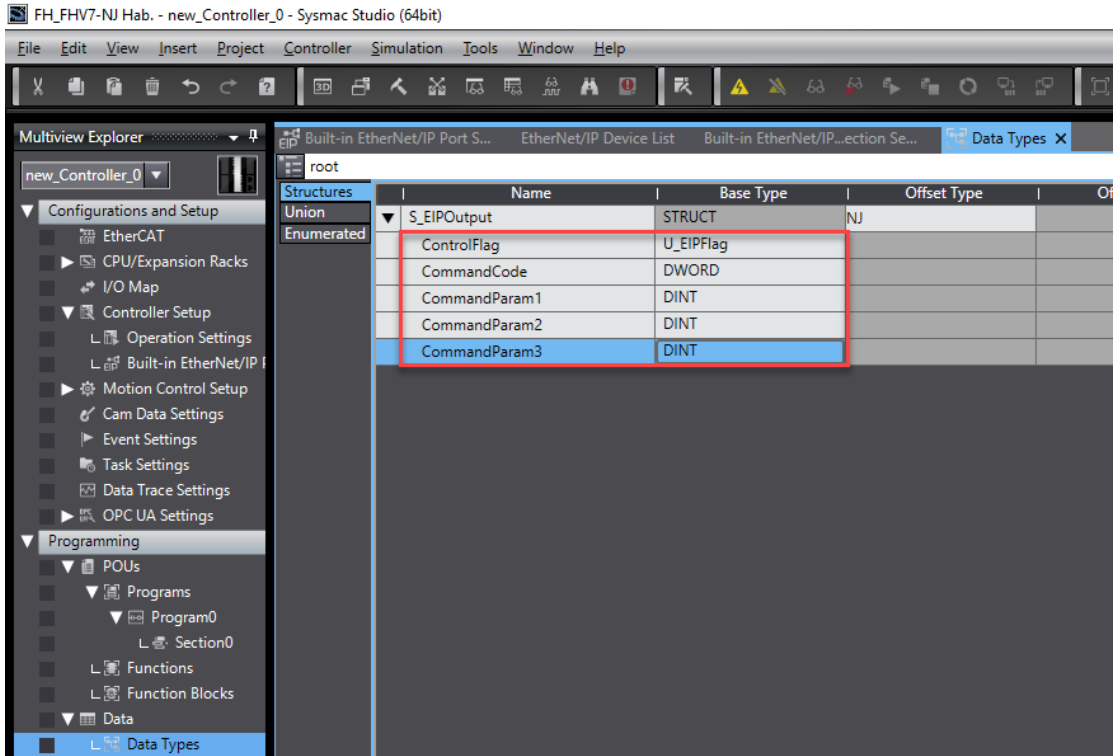 FH_FHV7-NJ Hab. - new_Controller_0 - Sysmac Studio (64bit)
File Edit View Insert Project Controller Simulation Tools Window Help
3D
Multiview Explorer
new_Controller_0
Configurations and Setup
EtherCAT
CPU/Expansion Racks
I/O Map
Controller Setup
Operation Settings
Built-in EtherNet/IP
Motion Control Setup
Cam Data Settings
Event Settings
Task Settings
Data Trace Settings
OPC UA Settings
Programming
POUs
Programs
Program0
Section0
Functions
Function Blocks
Data
Data Types
Built-in EtherNet/IP Port S... EtherNet/IP Device List Built-in EtherNet/IP...ection Se... Data Types X
root
Structures
Union
Enumerated
Name Base Type Offset Type
S_EIPOutput STRUCT NJ
ControlFlag U_EIPFlag
CommandCode DWORD
CommandParam1 DINT
CommandParam2 DINT
CommandParam3 DINT